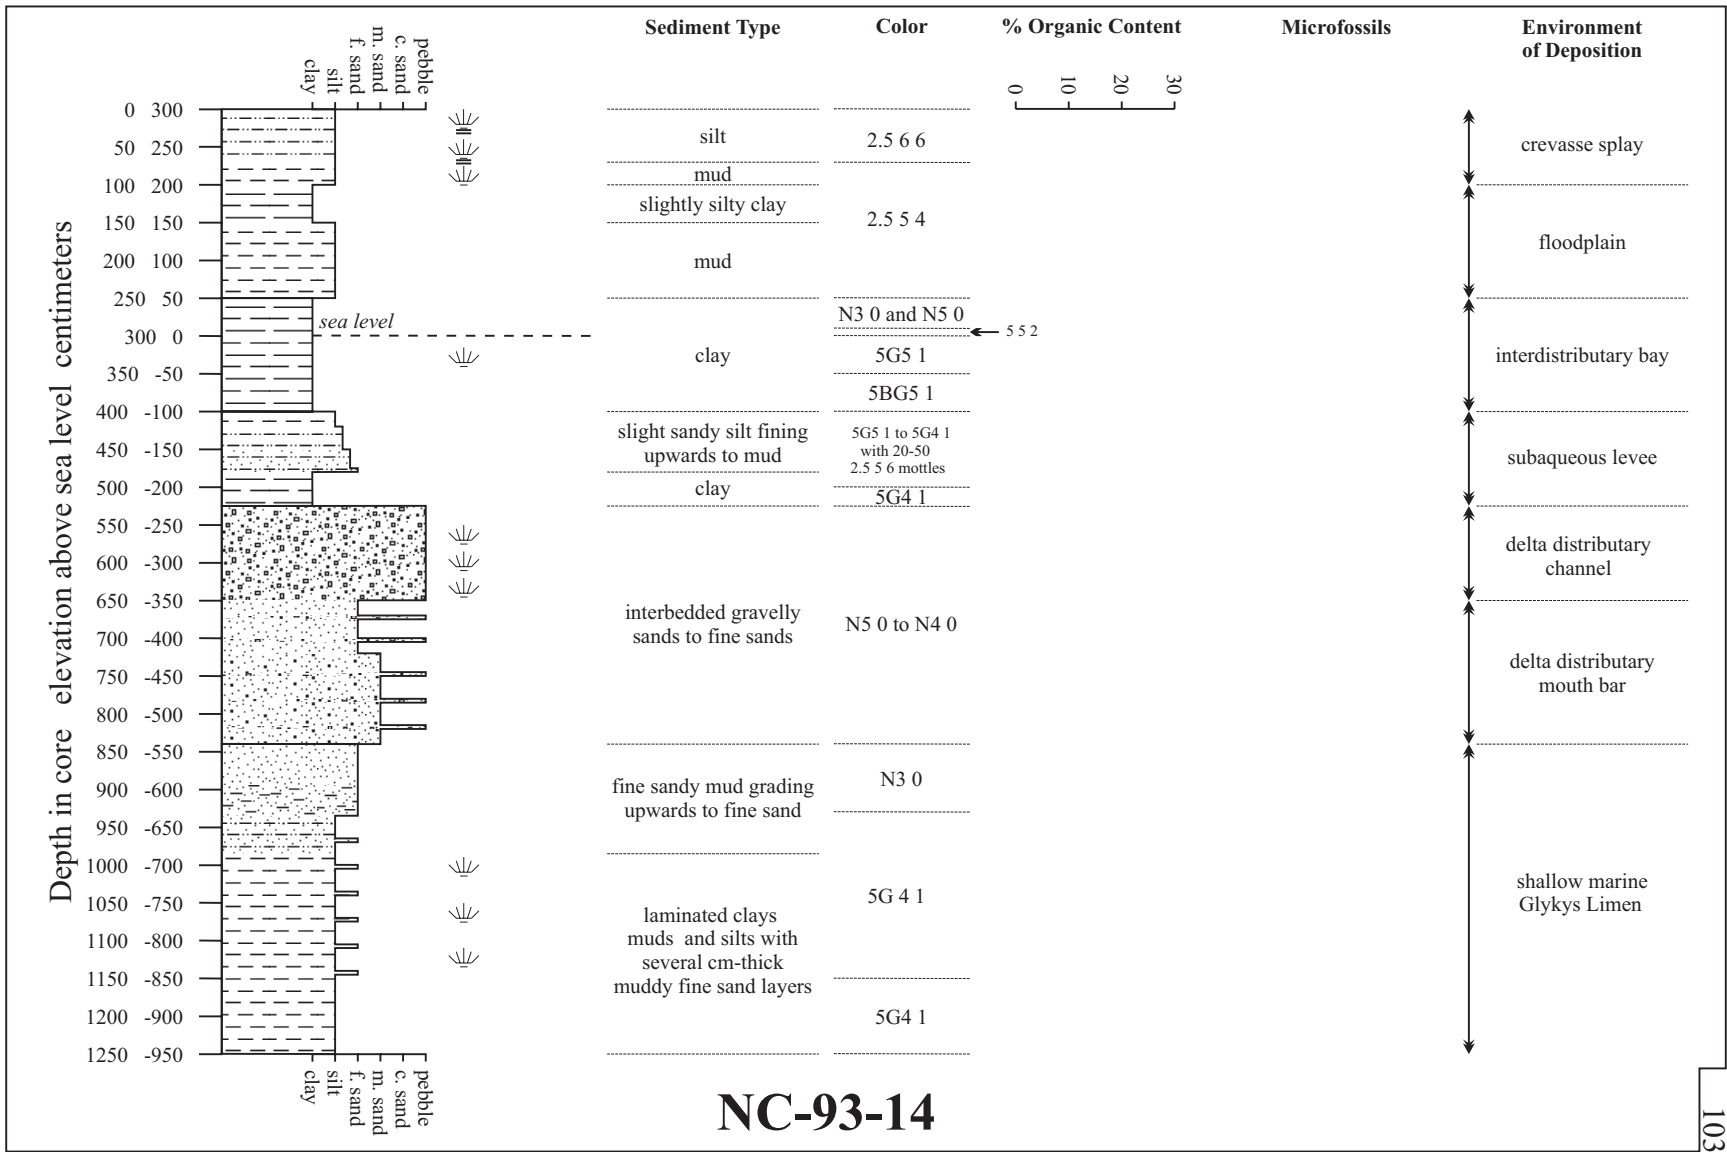 Sediment Type
Color
% Organic Content
Microfossils
Environment
of Deposition
clay
silt
f. sand
m. sand
c. sand
pebble
0
10
20
30
Depth in core elevation above sea level centimeters
0 300
50 250
100 200
150 150
200 100
250 50
300 0
350 -50
400 -100
450 -150
500 -200
550 -250
600 -300
650 -350
700 -400
750 -450
800 -500
850 -550
900 -600
950 -650
1000 -700
1050 -750
1100 -800
1150 -850
1200 -900
1250 -950
sea level
silt
mud
slightly silty clay
mud
clay
slight sandy silt fining
upwards to mud
clay
interbedded gravelly
sands to fine sands
fine sandy mud grading
upwards to fine sand
laminated clays
muds and silts with
several cm-thick
muddy fine sand layers
2.5 6 6
2.5 5 4
N3 0 and N5 0
5 5 2
5G5 1
5BG5 1
5G5 1 to 5G4 1
with 20-50
2.5 5 6 mottles
5G4 1
N5 0 to N4 0
N3 0
5G 4 1
5G4 1
crevasse splay
floodplain
interdistributary bay
subaqueous levee
delta distributary
channel
delta distributary
mouth bar
shallow marine
Glykys Limen
clay
silt
f. sand
m. sand
c. sand
pebble
NC-93-14
103